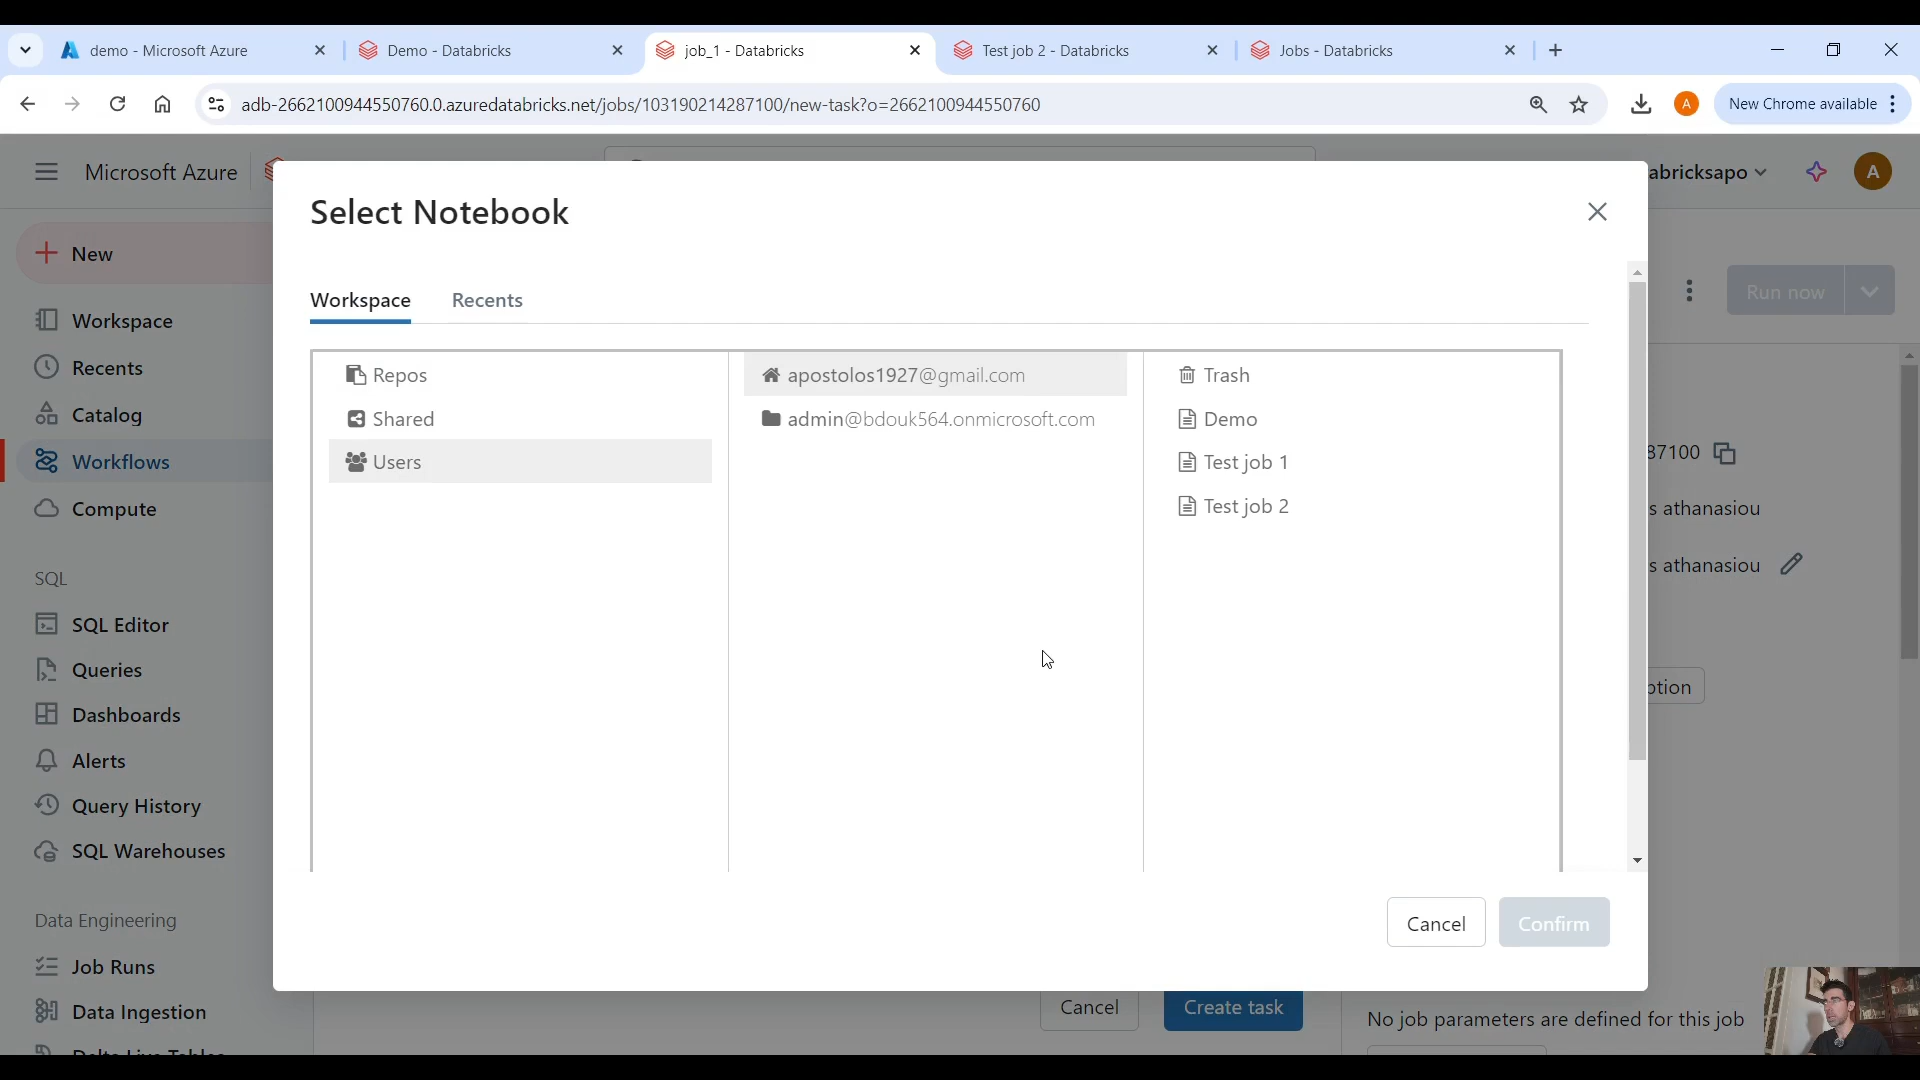 demo - Microsoft Azure
Demo - Databricks
job_1 - Databricks
Test job 2 - Databricks
Jobs - Databricks
adb-2662100944550760.0.azuredatabricks.net/jobs/103190214287100/new-task?o=2662100944550760
A
New Chrome available
Microsoft Azure
abricksapo
A
Select Notebook
New
Workspace
Recents
Run now
Workspace
Recents
Catalog
Workflows
Compute
Repos
Shared
Users
apostolos1927@gmail.com
admin@bdouk564.onmicrosoft.com
Trash
Demo
Test job 1
Test job 2
87100
s athanasiou
s athanasiou
ption
SQL
SQL Editor
Queries
Dashboards
Alerts
Query History
SQL Warehouses
Data Engineering
Job Runs
Data Ingestion
Cancel
Confirm
Cancel
Create task
No job parameters are defined for this job